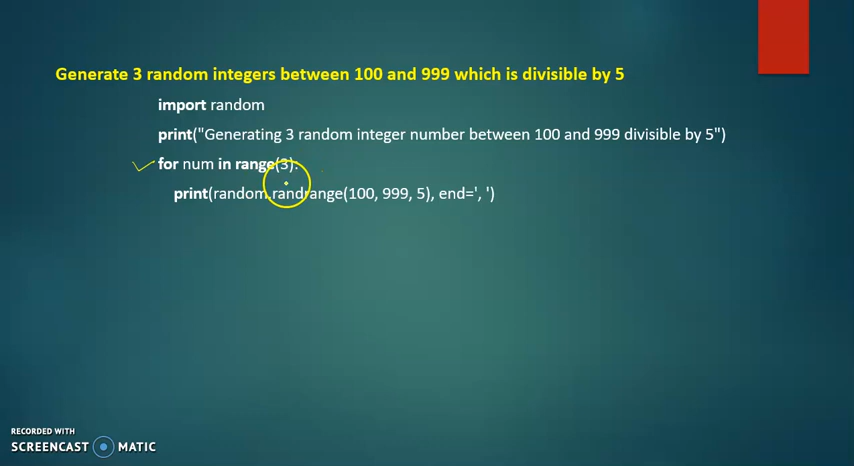 Generate 3 random integers between 100 and 999 which is divisible by 5
import random
print("Generating 3 random integer number between 100 and 999 divisible by 5")
for num in range(3):
print(random.randrange(100, 999, 5), end=', ')
RECORDED WITH
SCREENCAST MATIC